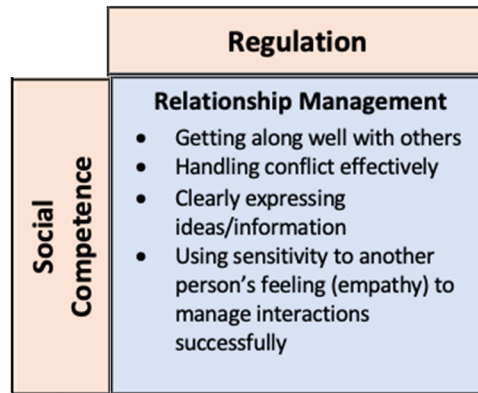 Regulation
Social
Competence
Relationship Management
• Getting along well with others
• Handling conflict effectively
• Clearly expressing
ideas/information
• Using sensitivity to another
person's feeling (empathy) to
manage interactions
successfully